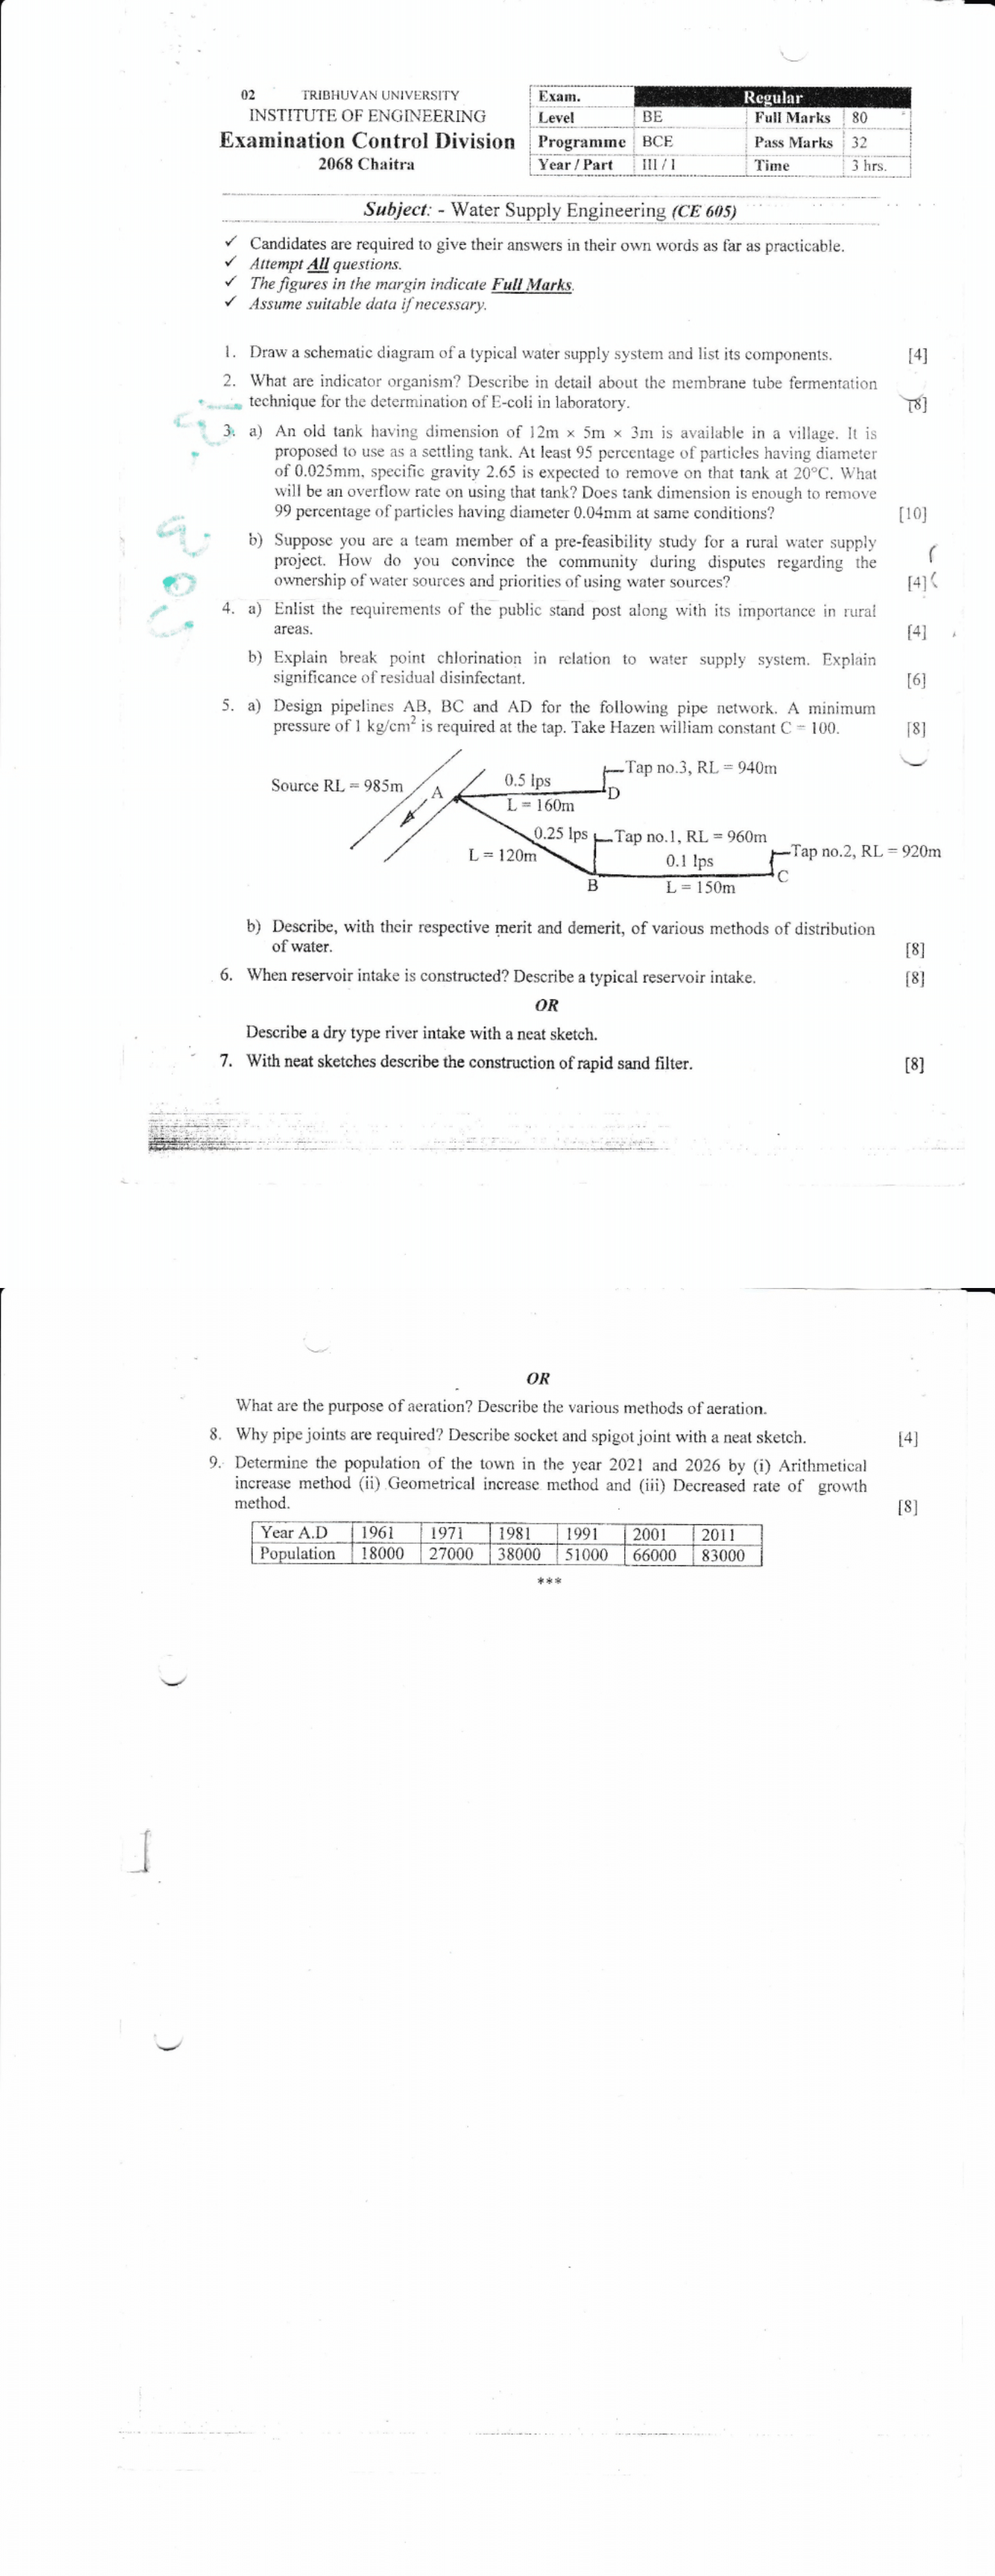 02 TRIBHUVAN UNIVERSITY
INSTITUTE OF ENGINEERING
Examination Control Division
2068 Chaitra
Exam. Regular
Level BE Full Marks 80
Programme BCE Pass Marks 32
Year / Part III / I Time 3 hrs.
Subject: - Water Supply Engineering (CE 605)
✓ Candidates are required to give their answers in their own words as far as practicable.
✓ Attempt All questions.
✓ The figures in the margin indicate Full Marks.
✓ Assume suitable data if necessary.
1. Draw a schematic diagram of a typical water supply system and list its components. [4]
2. What are indicator organism? Describe in detail about the membrane tube fermentation
technique for the determination of E-coli in laboratory. [8]
3. a) An old tank having dimension of 12m × 5m × 3m is available in a village. It is
proposed to use as a settling tank. At least 95 percentage of particles having diameter
of 0.025mm, specific gravity 2.65 is expected to remove on that tank at 20°C. What
will be an overflow rate on using that tank? Does tank dimension is enough to remove
99 percentage of particles having diameter 0.04mm at same conditions? [10]
b) Suppose you are a team member of a pre-feasibility study for a rural water supply
project. How do you convince the community during disputes regarding the
ownership of water sources and priorities of using water sources? [4]
4. a) Enlist the requirements of the public stand post along with its importance in rural
areas. [4]
b) Explain break point chlorination in relation to water supply system. Explain
significance of residual disinfectant. [6]
5. a) Design pipelines AB, BC and AD for the following pipe network. A minimum
pressure of 1 kg/cm² is required at the tap. Take Hazen william constant C = 100. [8]
Source RL = 985m
A
0.5 lps
L = 160m
Tap no.3, RL = 940m
D
0.25 lps
Tap no.1, RL = 960m
L = 120m
B
0.1 lps
L = 150m
Tap no.2, RL = 920m
C
b) Describe, with their respective merit and demerit, of various methods of distribution
of water. [8]
6. When reservoir intake is constructed? Describe a typical reservoir intake. [8]
OR
Describe a dry type river intake with a neat sketch.
7. With neat sketches describe the construction of rapid sand filter. [8]
OR
What are the purpose of aeration? Describe the various methods of aeration.
8. Why pipe joints are required? Describe socket and spigot joint with a neat sketch. [4]
9. Determine the population of the town in the year 2021 and 2026 by (i) Arithmetical
increase method (ii) Geometrical increase method and (iii) Decreased rate of growth
method. [8]
Year A.D 1961 1971 1981 1991 2001 2011
Population 18000 27000 38000 51000 66000 83000
***